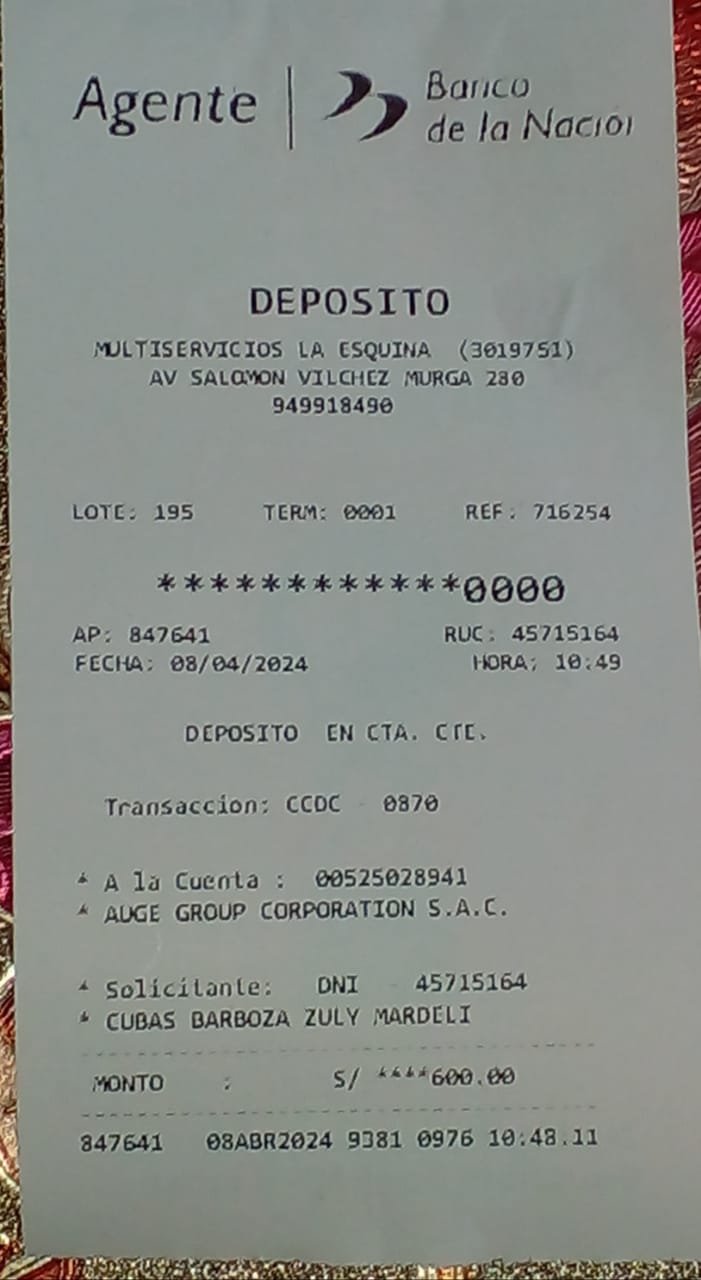 Agente | Banco
de la Nación
DEPOSITO
MULTISERVICIOS LA ESQUINA (3019751)
AV SALOMON VILCHEZ MURGA 280
949918490
LOTE: 195 TERM: 0001 REF: 716254
************0000
AP: 847641 RUC: 45715164
FECHA: 08/04/2024 HORA: 10:49
DEPOSITO EN CTA. CTE.
Transaccion: CCDC - 0870
* A la Cuenta : 00525028941
* AUGE GROUP CORPORATION S.A.C.
* Solicitante: DNI - 45715164
* CUBAS BARBOZA ZULY MARDELI
MONTO : S/ ****600.00
847641 08ABR2024 9381 0976 10:48.11